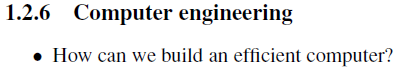 1.2.6 Computer engineering
• How can we build an efficient computer?